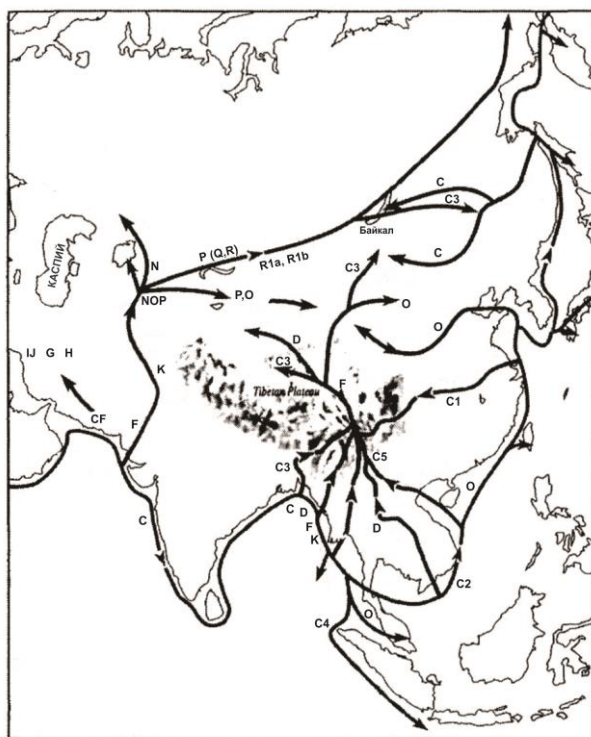 C
C3
Байкал
C
P (Q,R)
R1a, R1b
КАСПИЙ
N
NOP
P,O
C3
O
O
D
IJ G H
K
C3
F
Tibetan Plateau
C1
b
CF
F
C5
C3
C
C
D
O
F
D
K
C2
O
C4